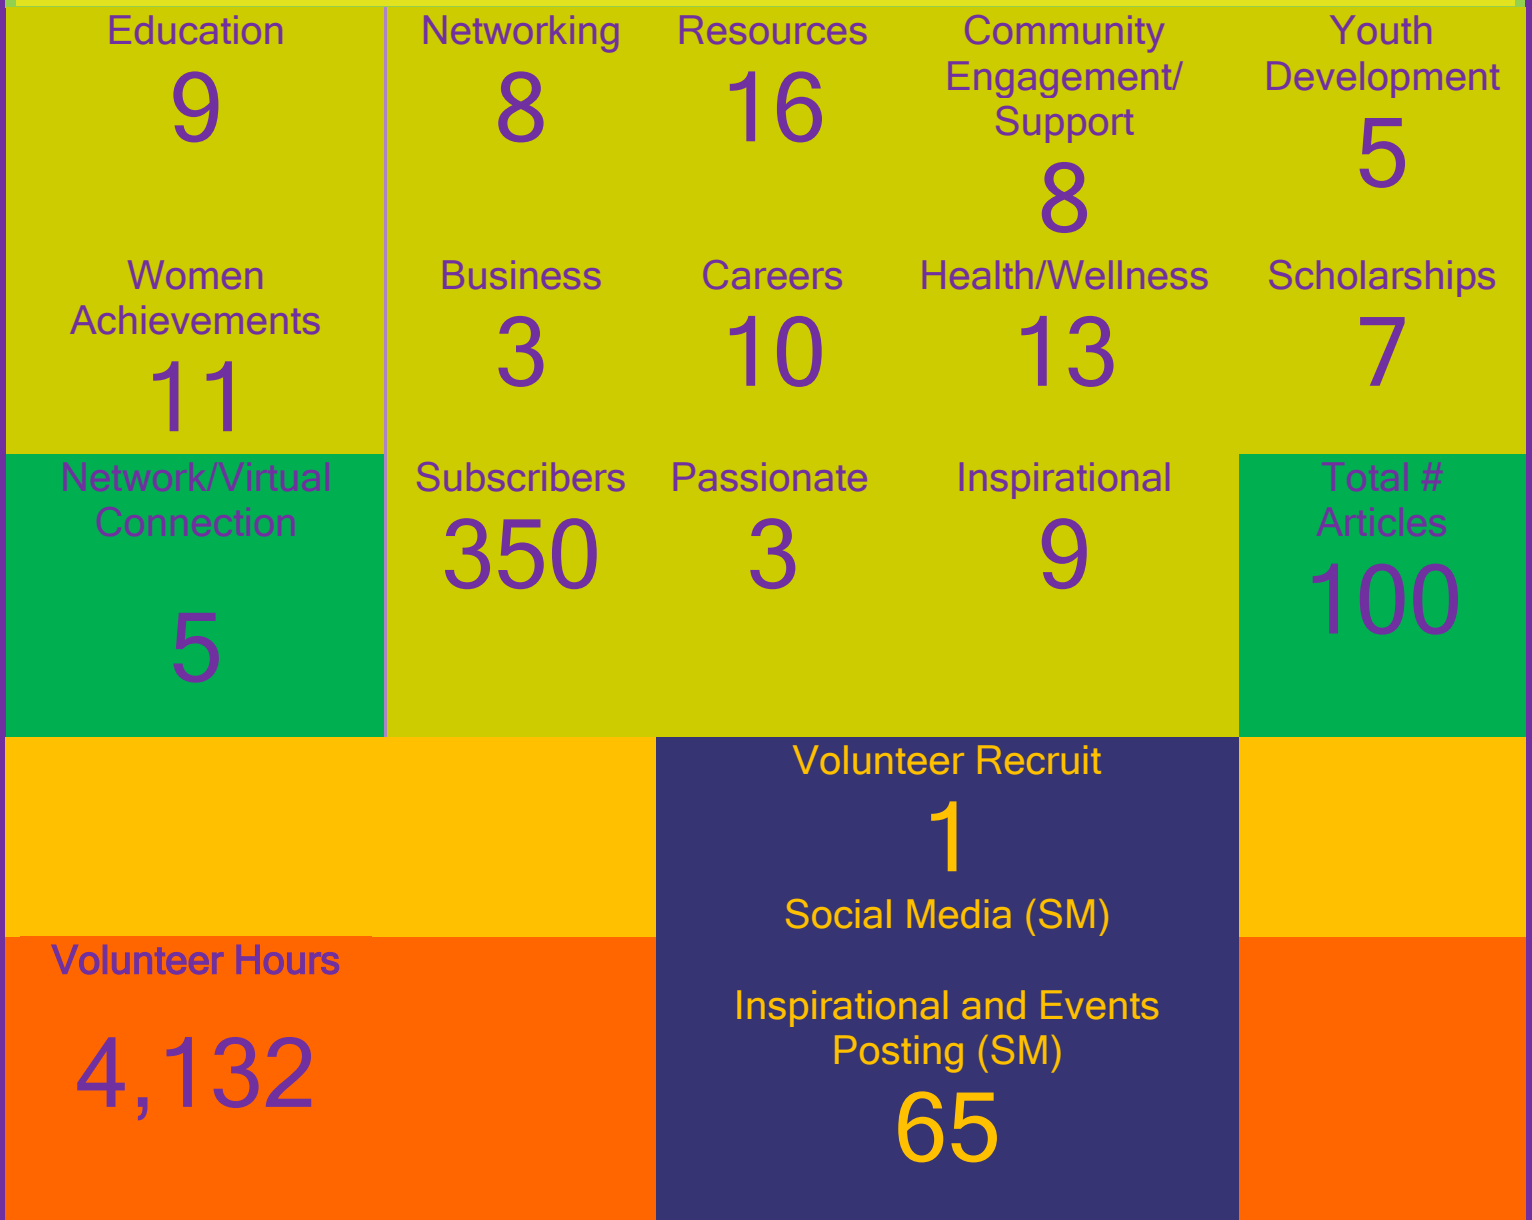 Education
9
Networking
8
Resources
16
Community
Engagement/
Support
8
Youth
Development
5
Women
Achievements
11
Business
3
Careers
10
Health/Wellness
13
Scholarships
7
Network/Virtual
Connection
5
Subscribers
350
Passionate
3
Inspirational
9
Total #
Articles
100
Volunteer Recruit
1
Social Media (SM)
Volunteer Hours
4,132
Inspirational and Events
Posting (SM)
65